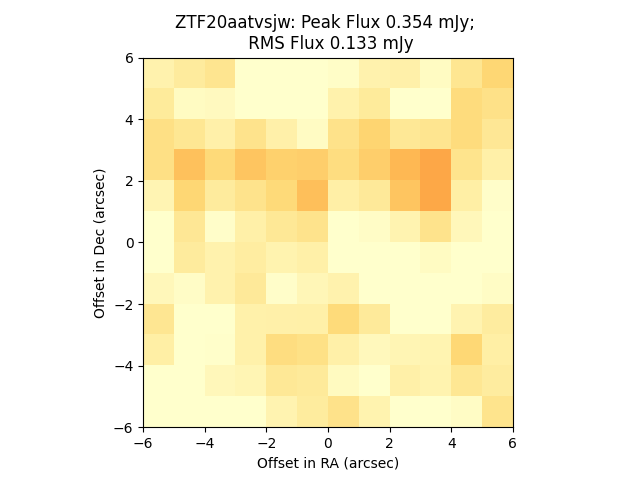 ZTF20aatvsjw: Peak Flux 0.354 mJy;
RMS Flux 0.133 mJy
6
4
2
0
−2
−4
−6
Offset in Dec (arcsec)
−6 −4 −2 0 2 4 6
Offset in RA (arcsec)